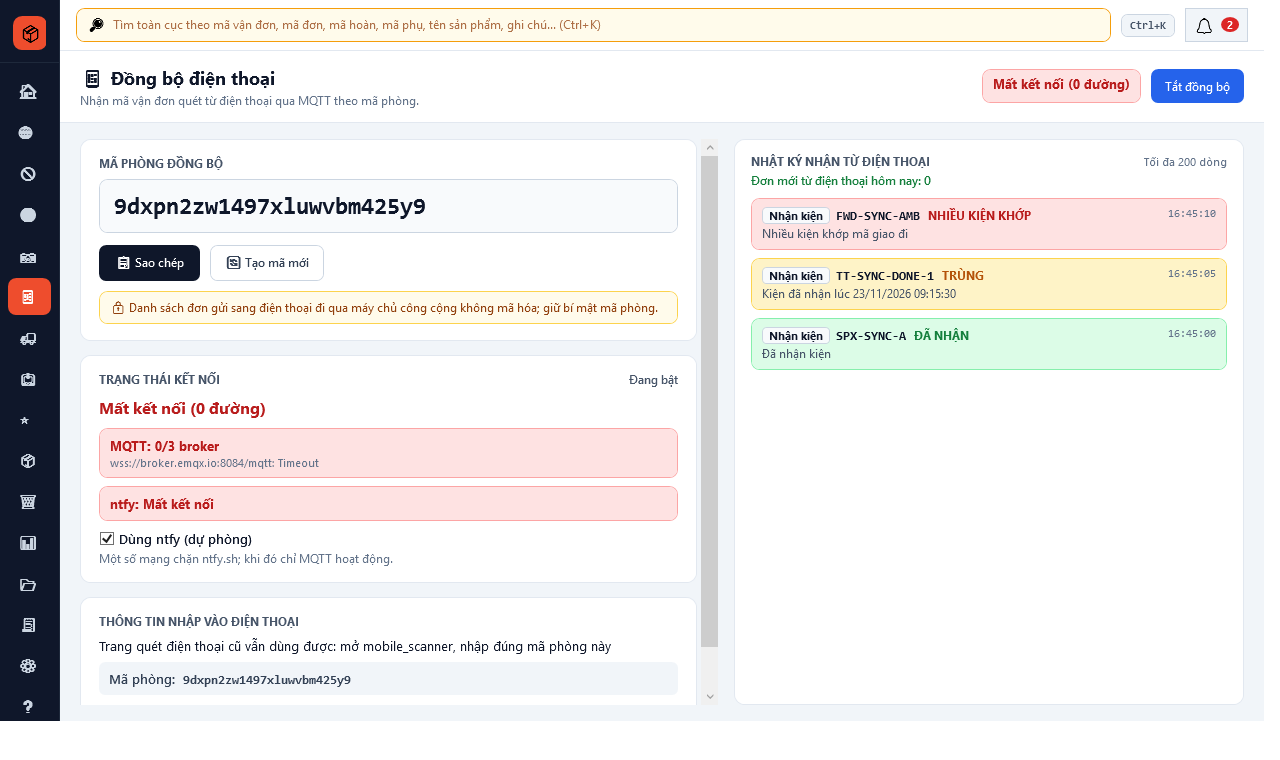 Tìm toàn cục theo mã vận đơn, mã đơn, mã hoàn, mã phụ, tên sản phẩm, ghi chú... (Ctrl+K)
Ctrl+K
2
Đồng bộ điện thoại
Nhận mã vận đơn quét từ điện thoại qua MQTT theo mã phòng.
Mất kết nối (0 đường)
Tắt đồng bộ
MÃ PHÒNG ĐỒNG BỘ
9dxpn2zw1497xluwvbm425y9
Sao chép
Tạo mã mới
Danh sách đơn gửi sang điện thoại đi qua máy chủ công cộng không mã hóa; giữ bí mật mã phòng.
TRẠNG THÁI KẾT NỐI
Đang bật
Mất kết nối (0 đường)
MQTT: 0/3 broker
wss://broker.emqx.io:8084/mqtt: Timeout
ntfy: Mất kết nối
Dùng ntfy (dự phòng)
Một số mạng chặn ntfy.sh; khi đó chỉ MQTT hoạt động.
THÔNG TIN NHẬP VÀO ĐIỆN THOẠI
Trang quét điện thoại cũ vẫn dùng được: mở mobile_scanner, nhập đúng mã phòng này
Mã phòng: 9dxpn2zw1497xluwvbm425y9
NHẬT KÝ NHẬN TỪ ĐIỆN THOẠI
Tối đa 200 dòng
Đơn mới từ điện thoại hôm nay: 0
Nhận kiện FWD-SYNC-AMB NHIỀU KIỆN KHỚP 16:45:10
Nhiều kiện khớp mã giao đi
Nhận kiện TT-SYNC-DONE-1 TRÙNG 16:45:05
Kiện đã nhận lúc 23/11/2026 09:15:30
Nhận kiện SPX-SYNC-A ĐÃ NHẬN 16:45:00
Đã nhận kiện